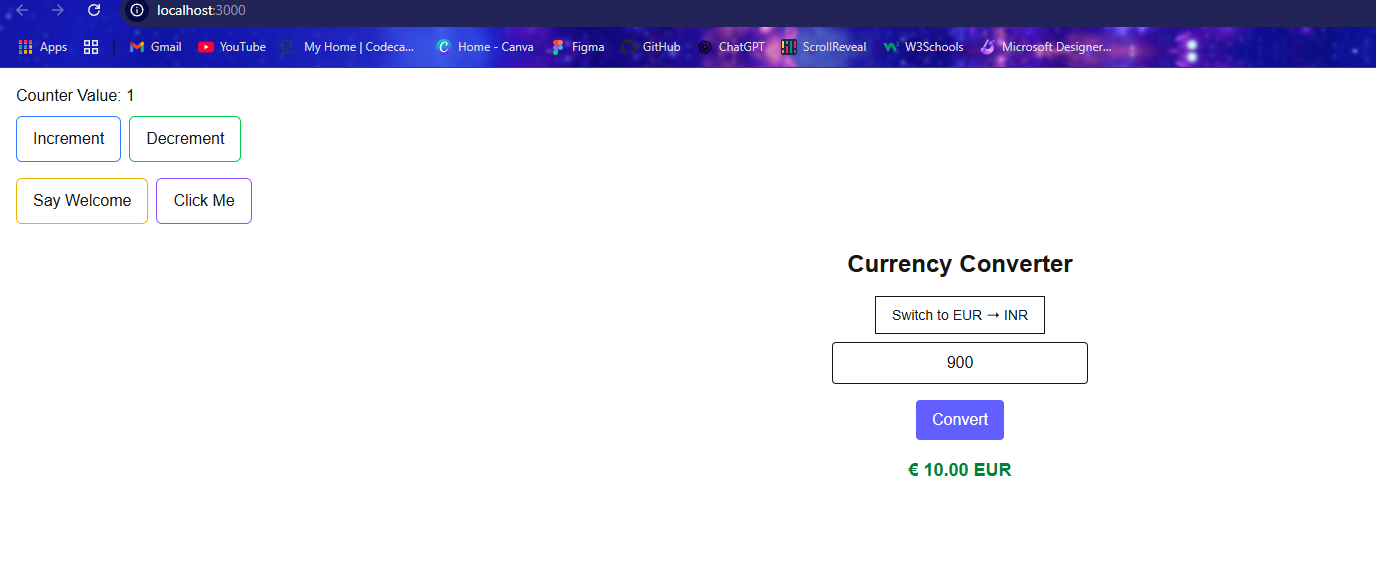 localhost:3000
Apps Gmail YouTube My Home | Codeca... Home - Canva Figma GitHub ChatGPT ScrollReveal W3Schools Microsoft Designer...
Counter Value: 1
Increment Decrement
Say Welcome Click Me
Currency Converter
Switch to EUR → INR
900
Convert
€ 10.00 EUR